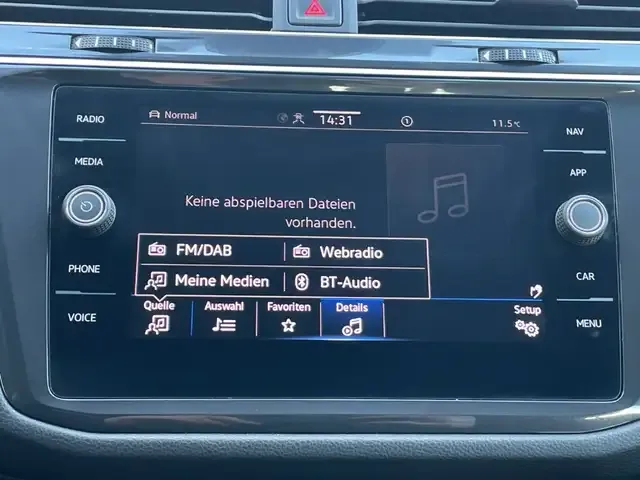 RADIO
MEDIA
PHONE
VOICE
Normal
14:31
1
11.5°C
Keine abspielbaren Dateien
vorhanden.
FM/DAB
Webradio
Meine Medien
BT-Audio
Quelle
Auswahl
Favoriten
Details
Setup
NAV
APP
CAR
MENU